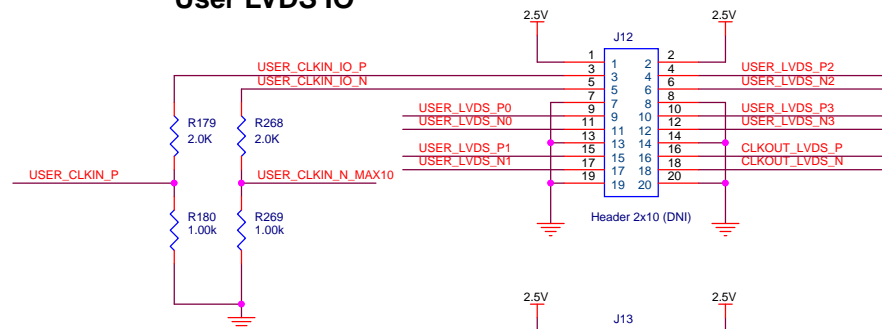 User LVDS IO
2.5V 2.5V
J12
1 1 2 2
USER_CLKIN_IO_P 3 3 4 4 USER_LVDS_P2
USER_CLKIN_IO_N 5 5 6 6 USER_LVDS_N2
7 7 8 8
USER_LVDS_P0 9 9 10 10 USER_LVDS_P3
USER_LVDS_N0 11 11 12 12 USER_LVDS_N3
13 13 14 14
USER_LVDS_P1 15 15 16 16 CLKOUT_LVDS_P
USER_LVDS_N1 17 17 18 18 CLKOUT_LVDS_N
19 19 20 20
Header 2x10 (DNI)
R179 R268
2.0K 2.0K
USER_CLKIN_P USER_CLKIN_N_MAX10
R180 R269
1.00k 1.00k
2.5V 2.5V
J13